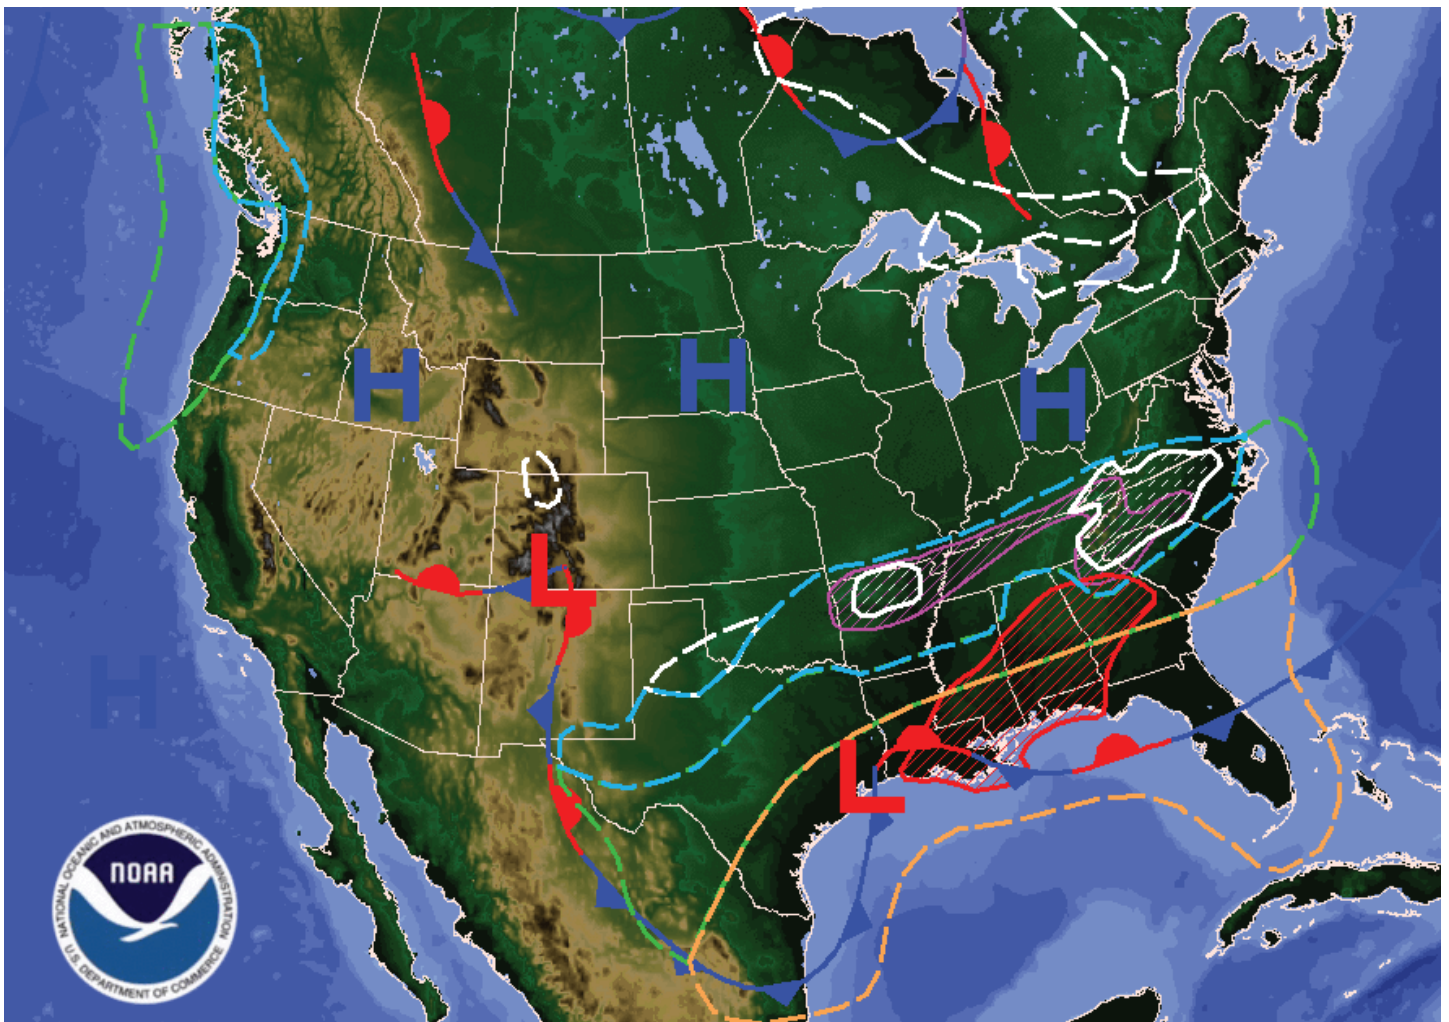 H
H
H
L
H
L
NATIONAL OCEANIC AND ATMOSPHERIC ADMINISTRATION
NOAA
U.S. DEPARTMENT OF COMMERCE